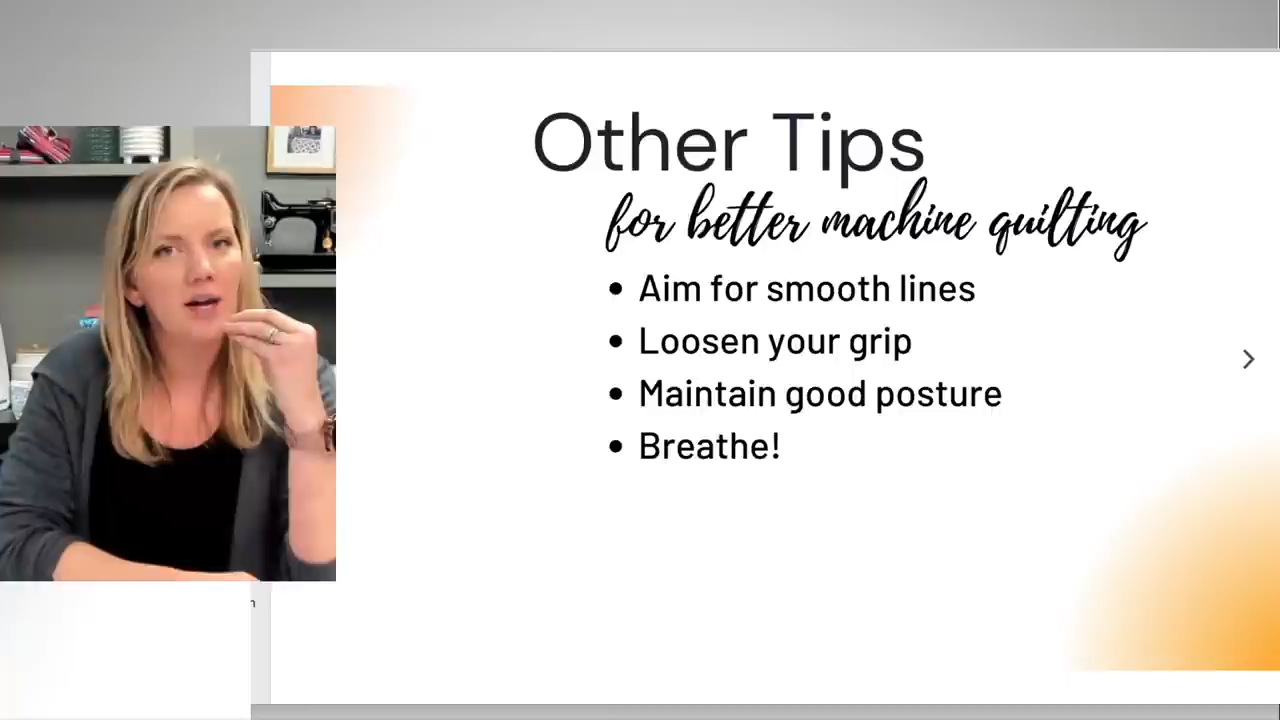 Other Tips
for better machine quilting
• Aim for smooth lines
• Loosen your grip
• Maintain good posture
• Breathe!